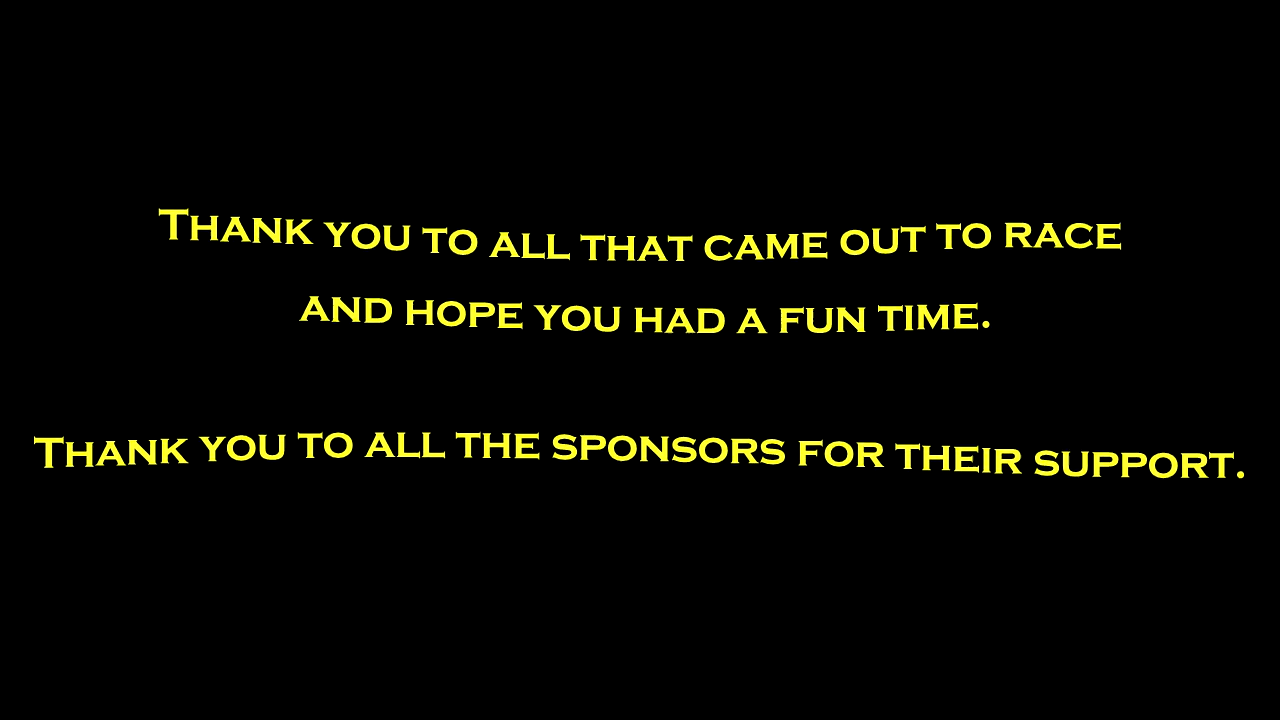 Thank you to all that came out to race
and hope you had a fun time.
Thank you to all the sponsors for their support.